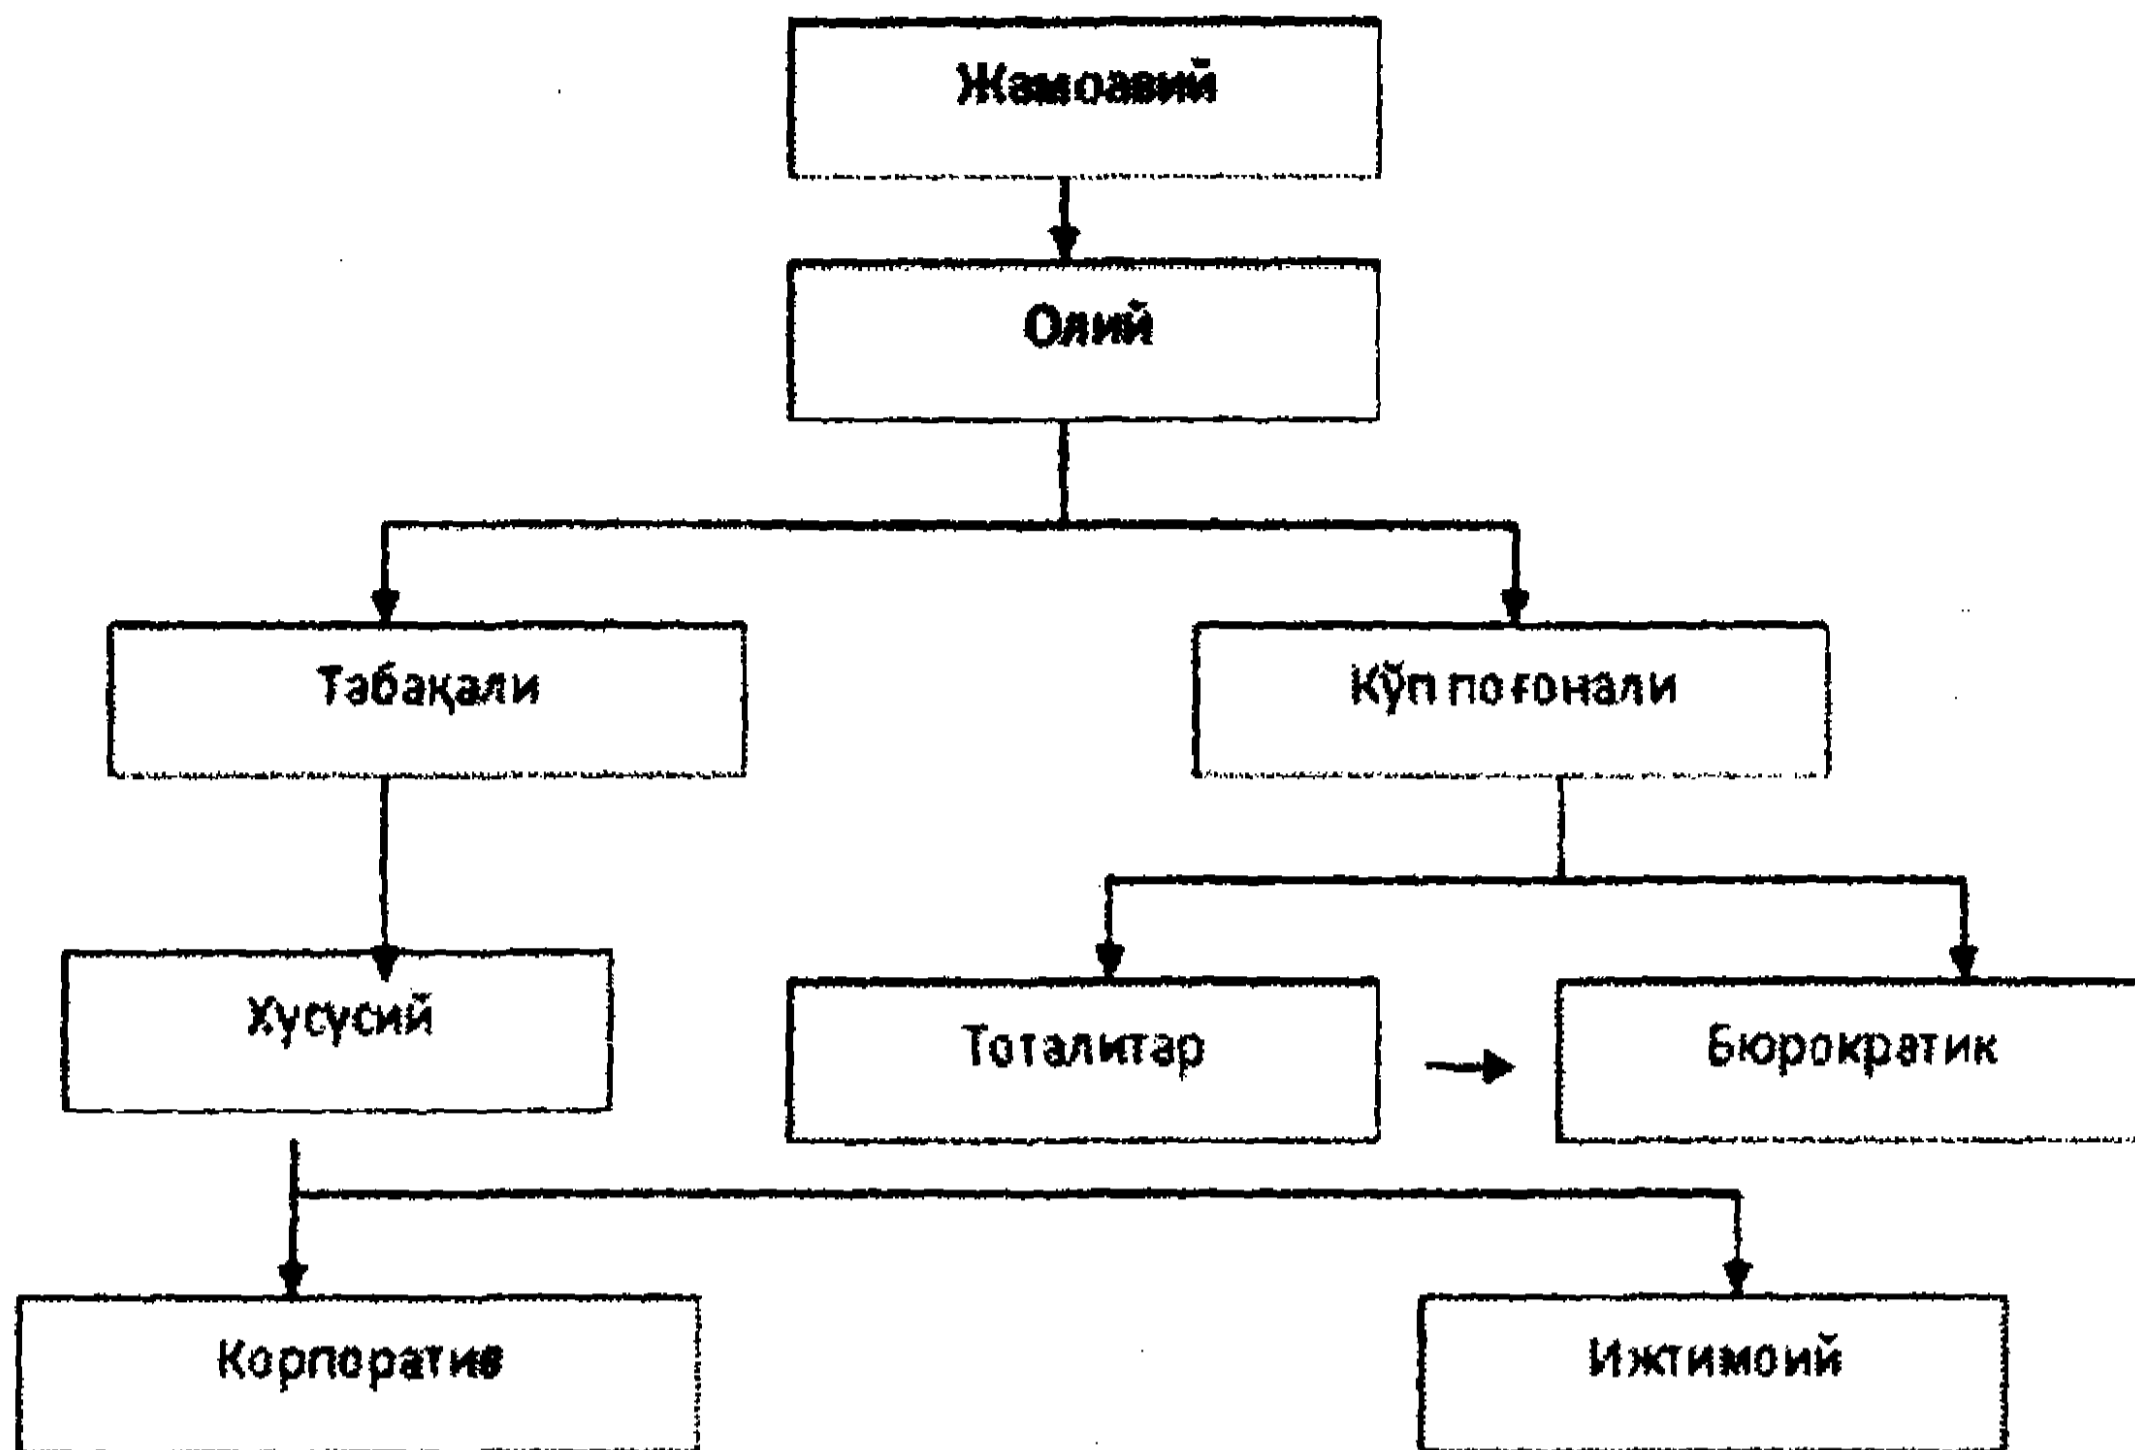 Жамоавий
Олий
Табақали
Кўп поғонали
Хусусий
Тоталитар
Бюрократик
Корпоратив
Ижтимоий